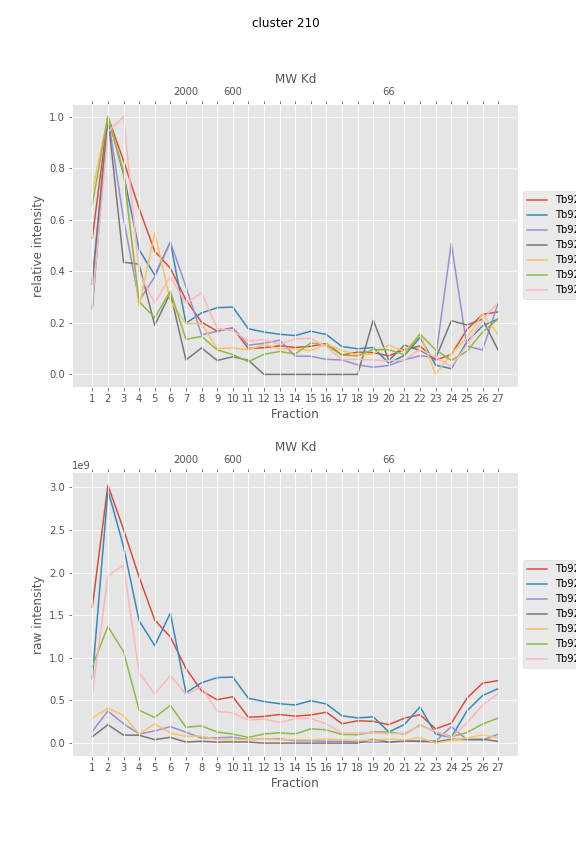 cluster 210
MW Kd
2000 600 66
1.0
0.8
0.6
0.4
0.2
0.0
relative intensity
1 2 3 4 5 6 7 8 9 10 11 12 13 14 15 16 17 18 19 20 21 22 23 24 25 26 27
Fraction
Tb92
Tb92
Tb92
Tb92
Tb92
Tb92
Tb92
MW Kd
2000 600 66
1e9
3.0
2.5
2.0
1.5
1.0
0.5
0.0
raw intensity
1 2 3 4 5 6 7 8 9 10 11 12 13 14 15 16 17 18 19 20 21 22 23 24 25 26 27
Fraction
Tb92
Tb92
Tb92
Tb92
Tb92
Tb92
Tb92